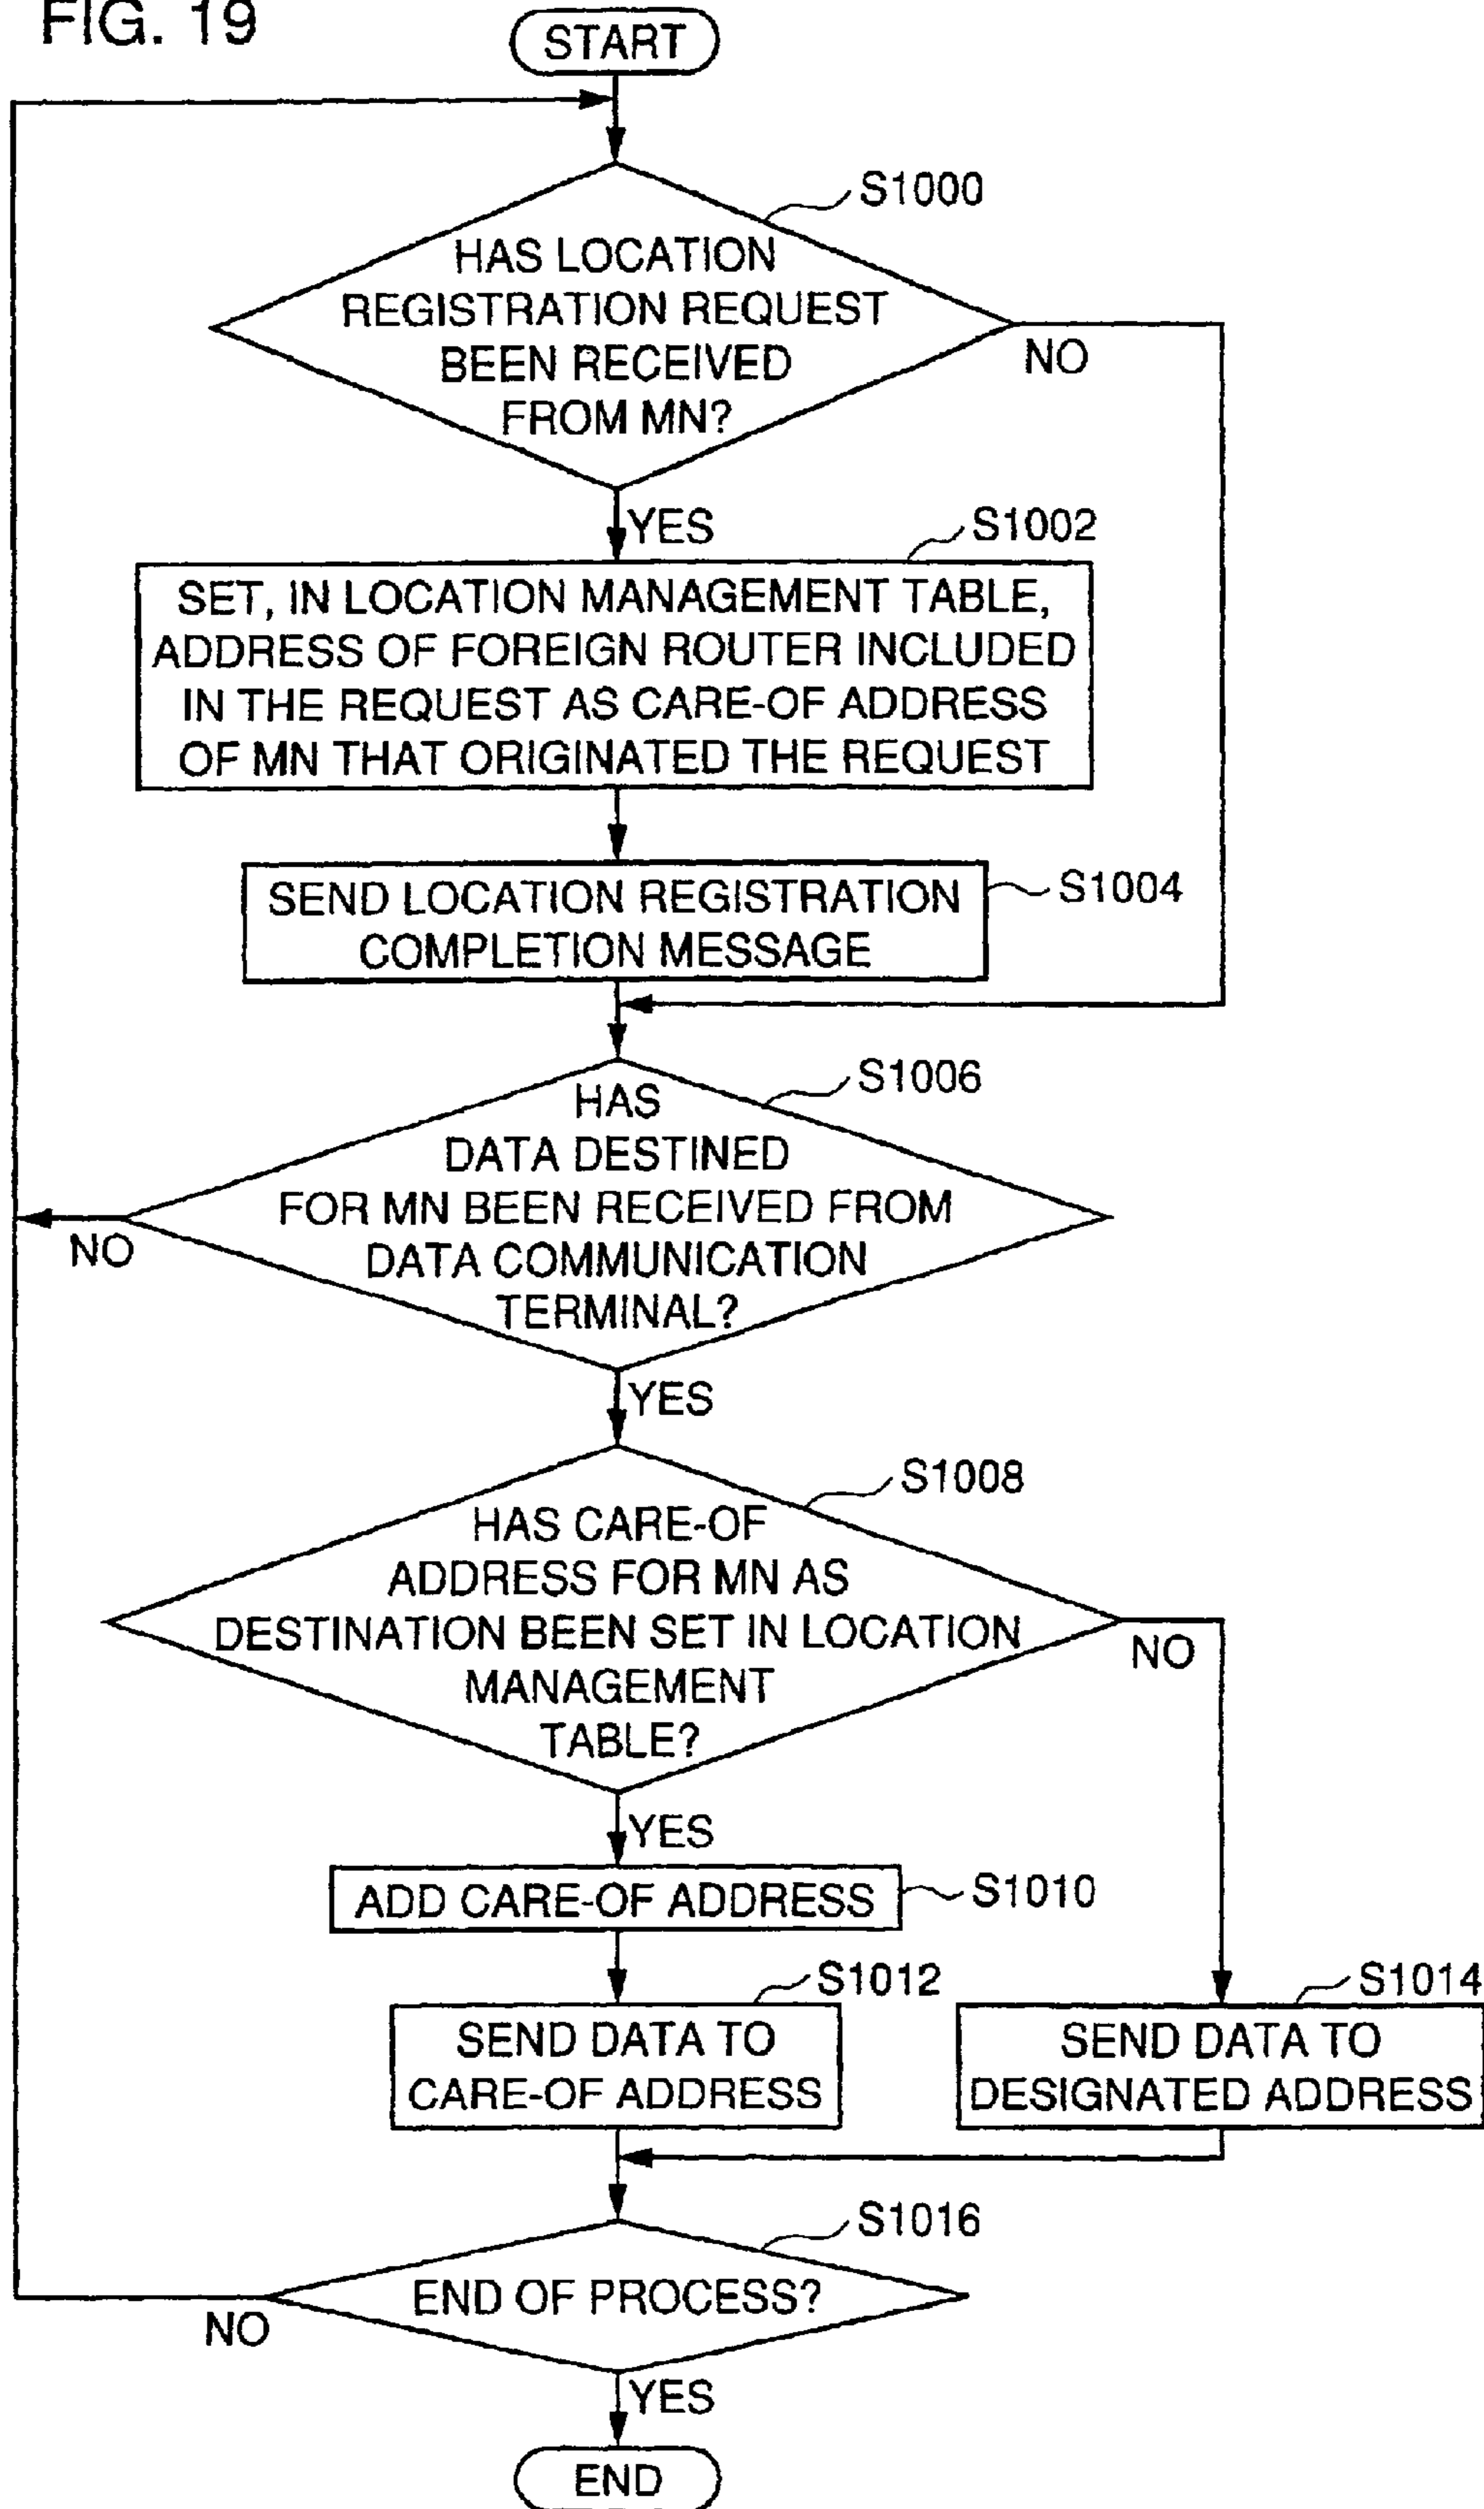 FIG. 19
START
S1000
HAS LOCATION
REGISTRATION REQUEST
BEEN RECEIVED
FROM MN?
NO
YES
S1002
SET, IN LOCATION MANAGEMENT TABLE,
ADDRESS OF FOREIGN ROUTER INCLUDED
IN THE REQUEST AS CARE-OF ADDRESS
OF MN THAT ORIGINATED THE REQUEST
SEND LOCATION REGISTRATION
COMPLETION MESSAGE
S1004
S1006
HAS
DATA DESTINED
FOR MN BEEN RECEIVED FROM
DATA COMMUNICATION
TERMINAL?
NO
YES
S1008
HAS CARE-OF
ADDRESS FOR MN AS
DESTINATION BEEN SET IN LOCATION
MANAGEMENT
TABLE?
NO
YES
ADD CARE-OF ADDRESS
S1010
S1012
SEND DATA TO
CARE-OF ADDRESS
S1014
SEND DATA TO
DESIGNATED ADDRESS
S1016
END OF PROCESS?
NO
YES
END